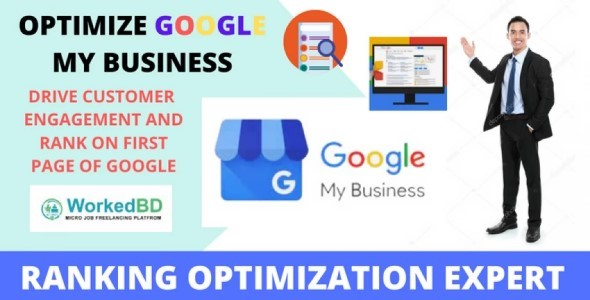 OPTIMIZE GOOGLE
MY BUSINESS
DRIVE CUSTOMER
ENGAGEMENT AND
RANK ON FIRST
PAGE OF GOOGLE
WorkedBD
MICRO JOB FREELANCING PLATFROM
G
Google
My Business
RANKING OPTIMIZATION EXPERT